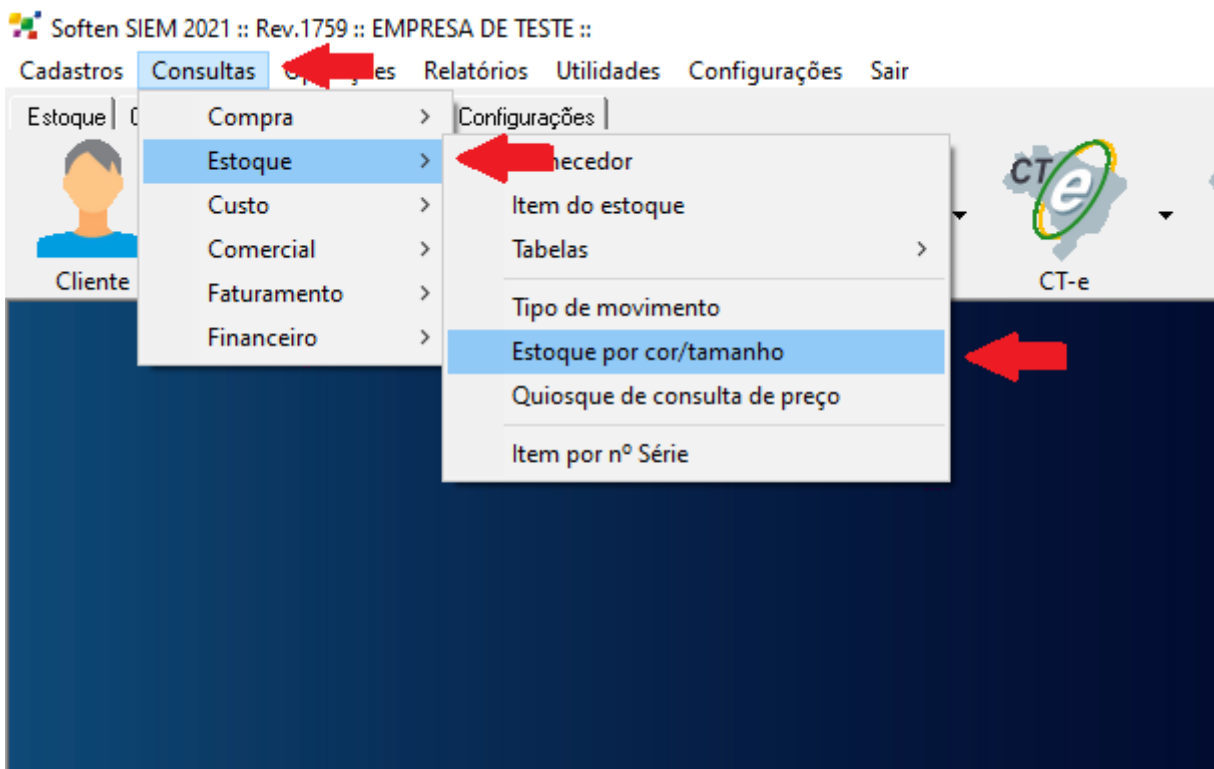 Soften SIEM 2021 :: Rev.1759 :: EMPRESA DE TESTE ::
Cadastros Consultas Relatórios Utilidades Configurações Sair
Estoque Configurações
Compra
Estoque
Custo
Comercial
Faturamento
Financeiro
Item do estoque
Tabelas
Tipo de movimento
Estoque por cor/tamanho
Quiosque de consulta de preço
Item por nº Série
Cliente
CTe
CT-e